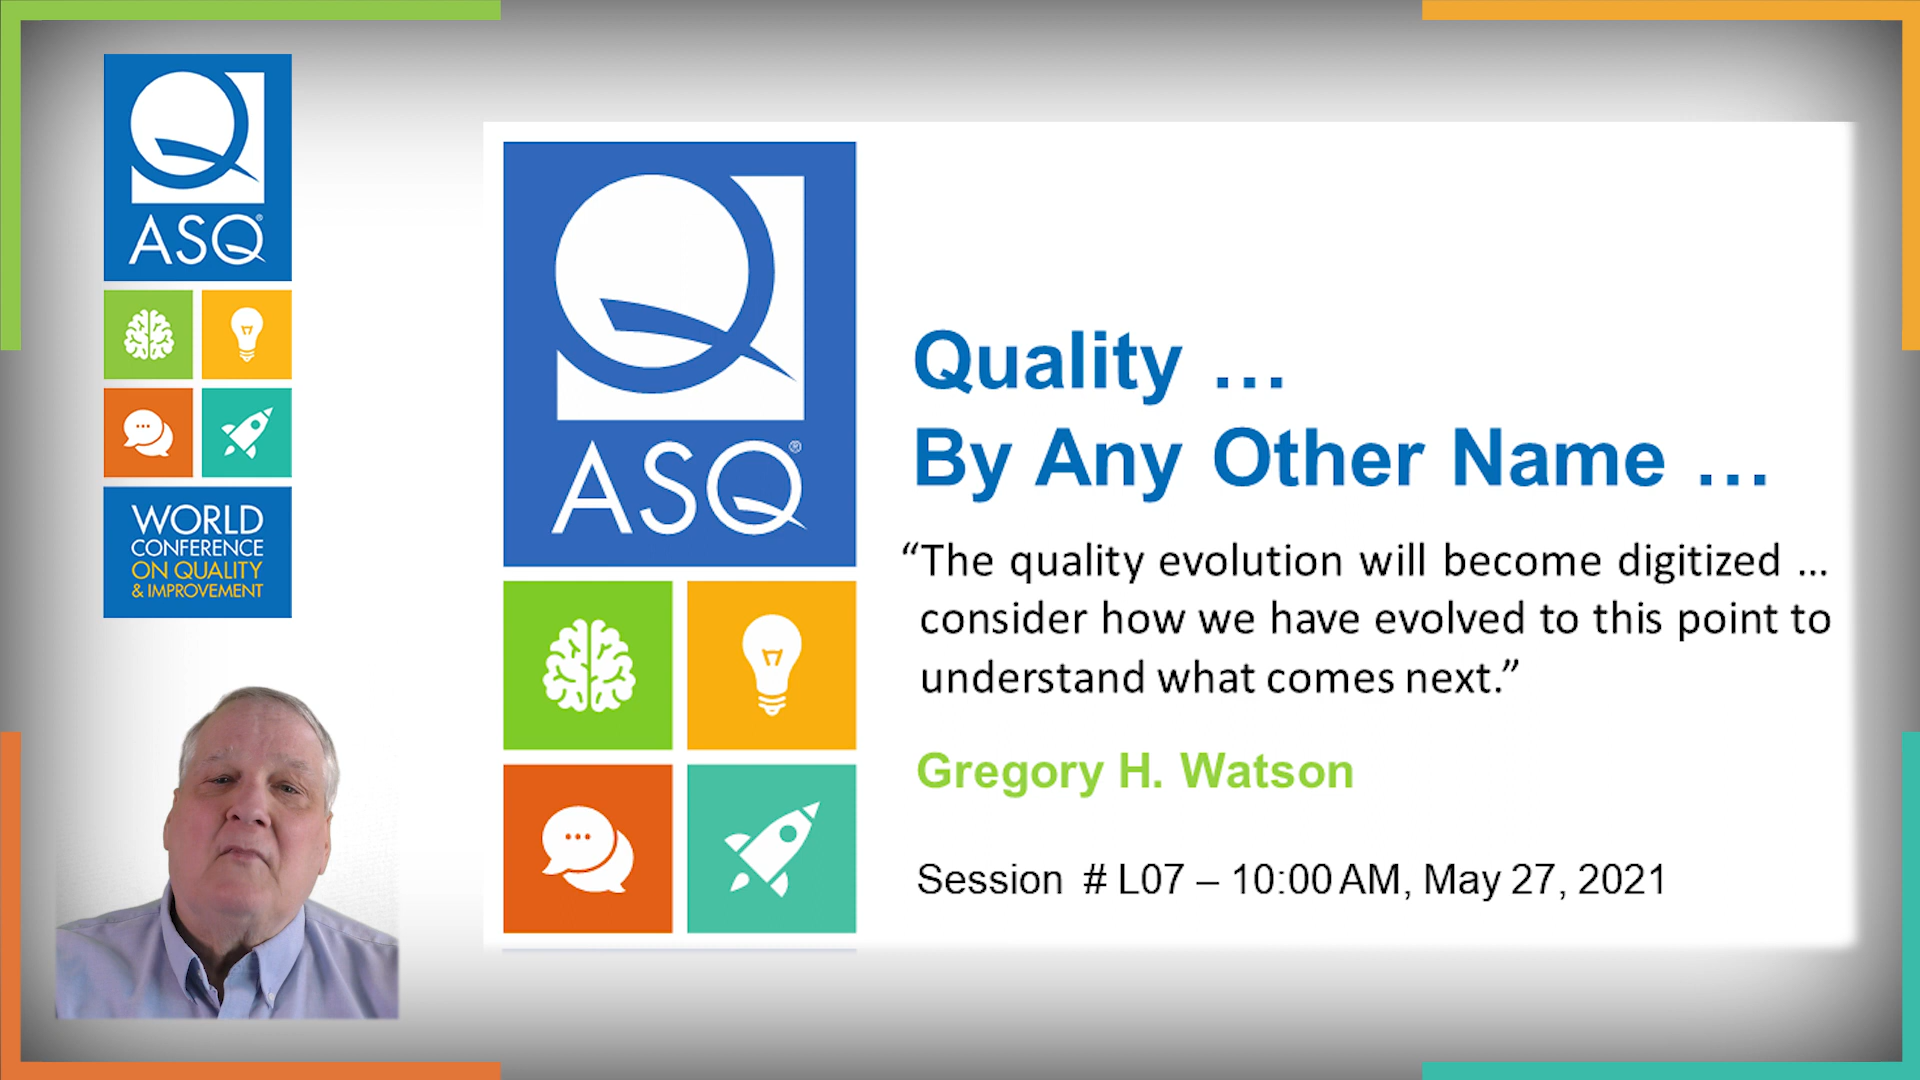 ASQ®
WORLD
CONFERENCE
ON QUALITY
& IMPROVEMENT
ASQ®
Quality ...
By Any Other Name ...
“The quality evolution will become digitized ...
consider how we have evolved to this point to
understand what comes next.”
Gregory H. Watson
Session # L07 – 10:00 AM, May 27, 2021